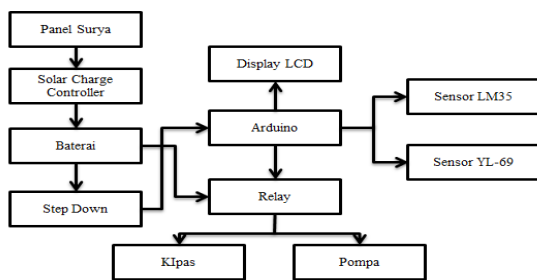 Panel Surya
Solar Charge
Controller
Baterai
Step Down
Display LCD
Arduino
Relay
Sensor LM35
Sensor YL-69
KIpas
Pompa